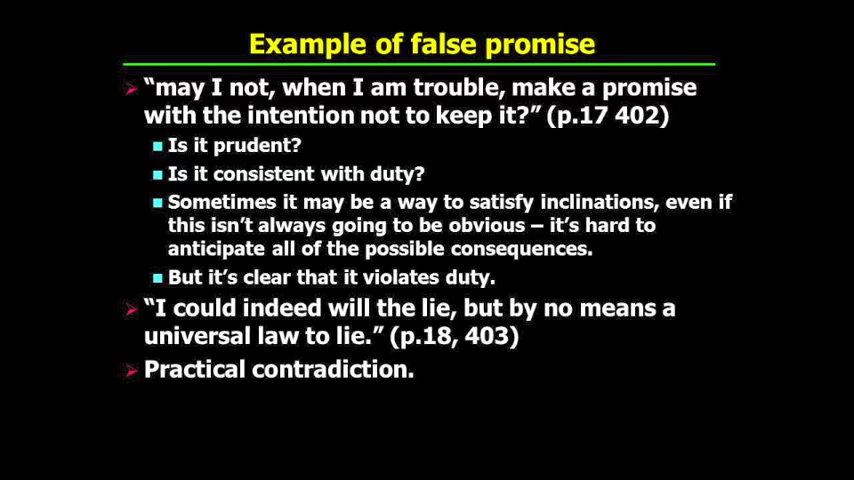 Example of false promise
“may I not, when I am trouble, make a promise
with the intention not to keep it?” (p.17 402)
Is it prudent?
Is it consistent with duty?
Sometimes it may be a way to satisfy inclinations, even if
this isn’t always going to be obvious – it’s hard to
anticipate all of the possible consequences.
But it’s clear that it violates duty.
“I could indeed will the lie, but by no means a
universal law to lie.” (p.18, 403)
Practical contradiction.